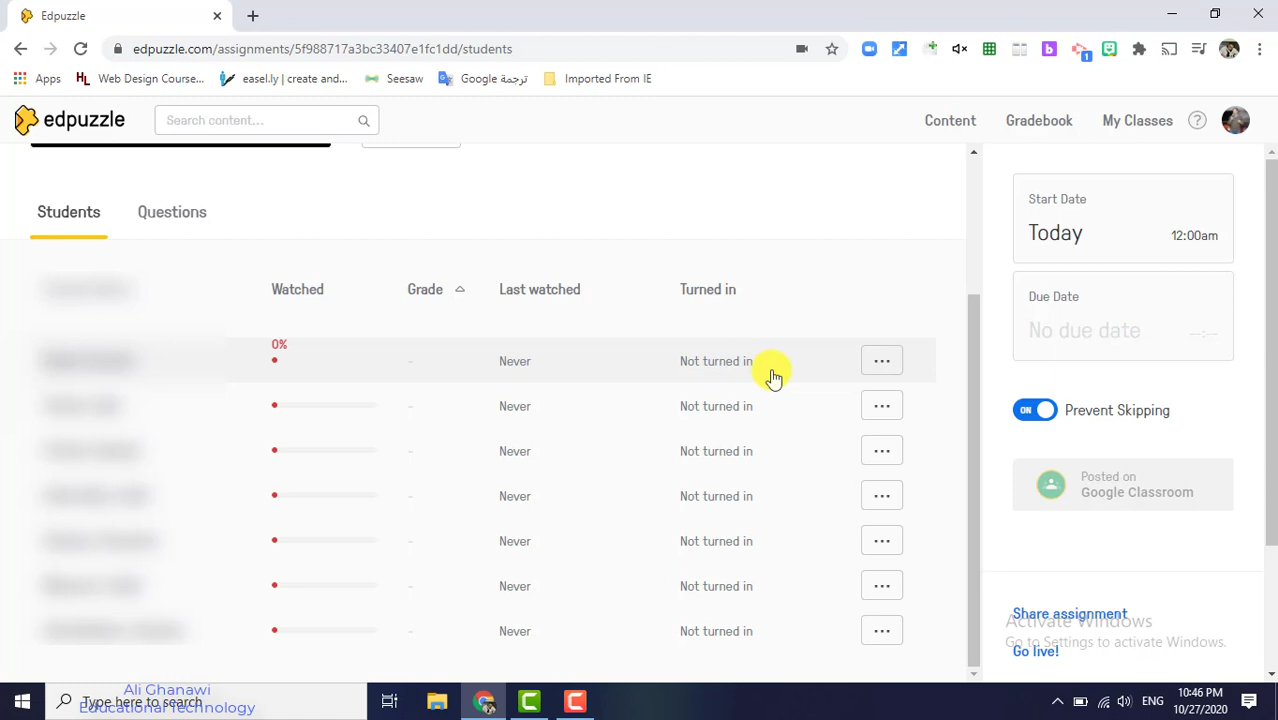 Edpuzzle
edpuzzle.com/assignments/5f988717a3bc33407e1fc1dd/students
1
Apps
Web Design Course...
easel.ly | create and...
Seesaw
ترجمة Google
Imported From IE
edpuzzle
Search content...
Content
Gradebook
My Classes
?
Students
Questions
Watched
Grade
Last watched
Turned in
0%
- Never Not turned in ...
- Never Not turned in ...
- Never Not turned in ...
- Never Not turned in ...
- Never Not turned in ...
- Never Not turned in ...
- Never Not turned in ...
Start Date
Today 12:00am
Due Date
No due date --:--
ON Prevent Skipping
Posted on
Google Classroom
Share assignment
Go live!
Activate Windows
Go to Settings to activate Windows.
Type here to search
Ali Ghanawi
Educational Technology
ENG
10:46 PM
10/27/2020